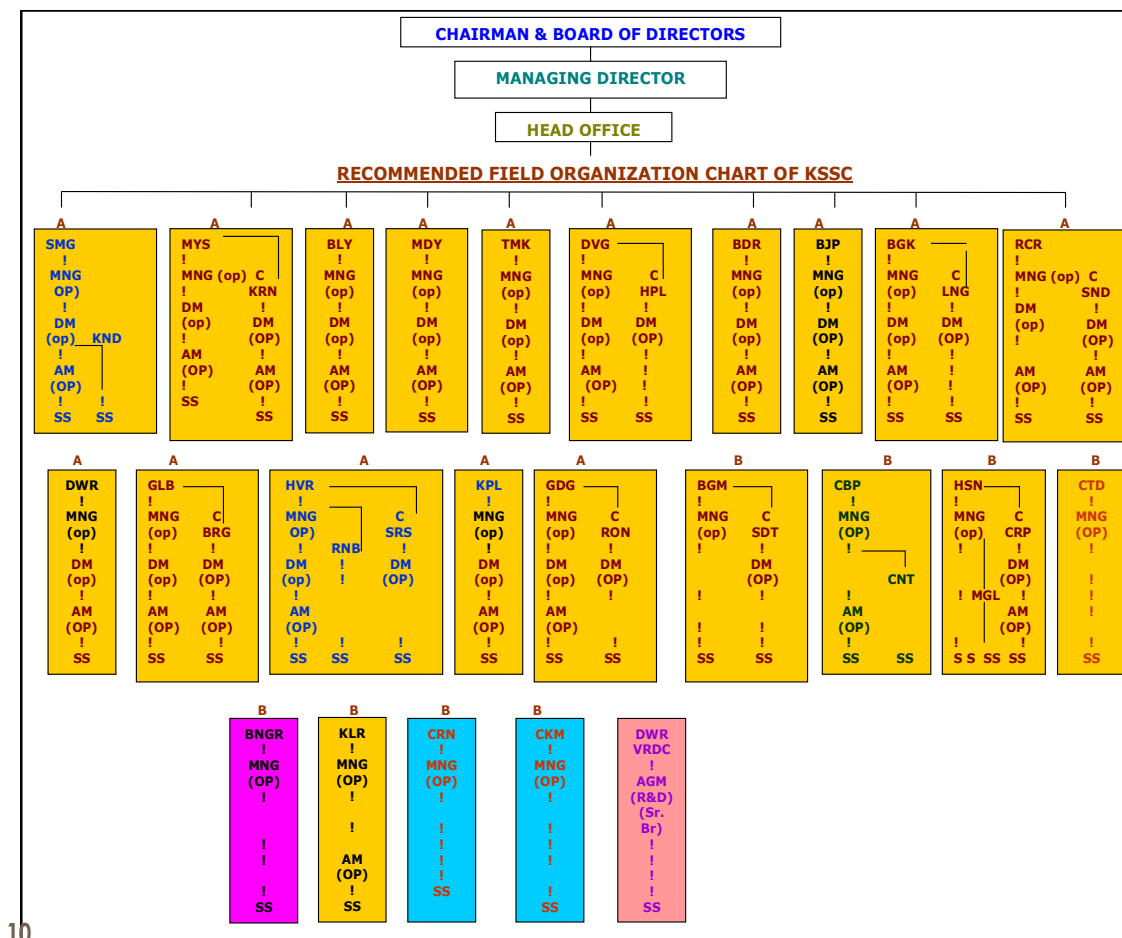 CHAIRMAN & BOARD OF DIRECTORS
MANAGING DIRECTOR
HEAD OFFICE
RECOMMENDED FIELD ORGANIZATION CHART OF KSSC
A
SMG
!
MNG
OP)
!
DM
(op) KND
!
AM
(OP)
! !
SS SS
A
MYS
!
MNG (op) C
! KRN
DM !
(op) DM
! (OP)
AM !
(OP) AM
! (OP)
SS !
SS
A
BLY
!
MNG
(op)
!
DM
(OP)
!
AM
(OP)
!
SS
A
MDY
!
MNG
(op)
!
DM
(op)
!
AM
(OP)
!
SS
A
TMK
!
MNG
(op)
!
DM
(op)
!
AM
(OP)
!
SS
A
DVG
!
MNG C
(op) HPL
! !
DM DM
(op) (OP)
! !
AM !
(OP) !
! !
SS SS
A
BDR
!
MNG
(op)
!
DM
(op)
!
AM
(OP)
!
SS
A
BJP
!
MNG
(op)
!
DM
(OP)
!
AM
(OP)
!
SS
A
BGK
!
MNG C
(op) LNG
! !
DM DM
(op) (OP)
! !
AM !
(OP) !
! !
SS SS
A
RCR
!
MNG (op) C
! SND
DM !
(op) DM
! (OP)
!
AM AM
(OP) (OP)
! !
SS SS
A
DWR
!
MNG
(op)
!
DM
(op)
!
AM
(OP)
!
SS
A
GLB
!
MNG C
(op) BRG
! !
DM DM
(op) (OP)
! !
AM AM
(OP) (OP)
! !
SS SS
A
HVR
!
MNG C
OP) SRS
! RNB !
DM ! DM
(op) ! (OP)
!
AM
(OP)
! ! !
SS SS SS
A
KPL
!
MNG
(op)
!
DM
(op)
!
AM
(OP)
!
SS
A
GDG
!
MNG C
(op) RON
! !
DM DM
(op) (OP)
! !
AM
(OP)
! !
SS SS
B
BGM
!
MNG C
(op) SDT
! !
DM
(OP)
! !
! !
! !
SS SS
B
CBP
!
MNG
(OP)
!
CNT
!
AM
(OP)
!
SS SS
B
HSN
!
MNG C
(op) CRP
! !
DM
(OP)
! MGL !
AM
(OP)
! !
S S SS SS
B
CTD
!
MNG
(OP)
!
!
!
!
!
SS
B
BNGR
!
MNG
(OP)
!
!
!
!
SS
B
KLR
!
MNG
(OP)
!
!
AM
(OP)
!
SS
B
CRN
!
MNG
(OP)
!
!
!
!
!
SS
B
CKM
!
MNG
(OP)
!
!
!
!
!
SS
DWR
VRDC
!
AGM
(R&D)
(Sr.
Br)
!
!
!
!
!
SS
10